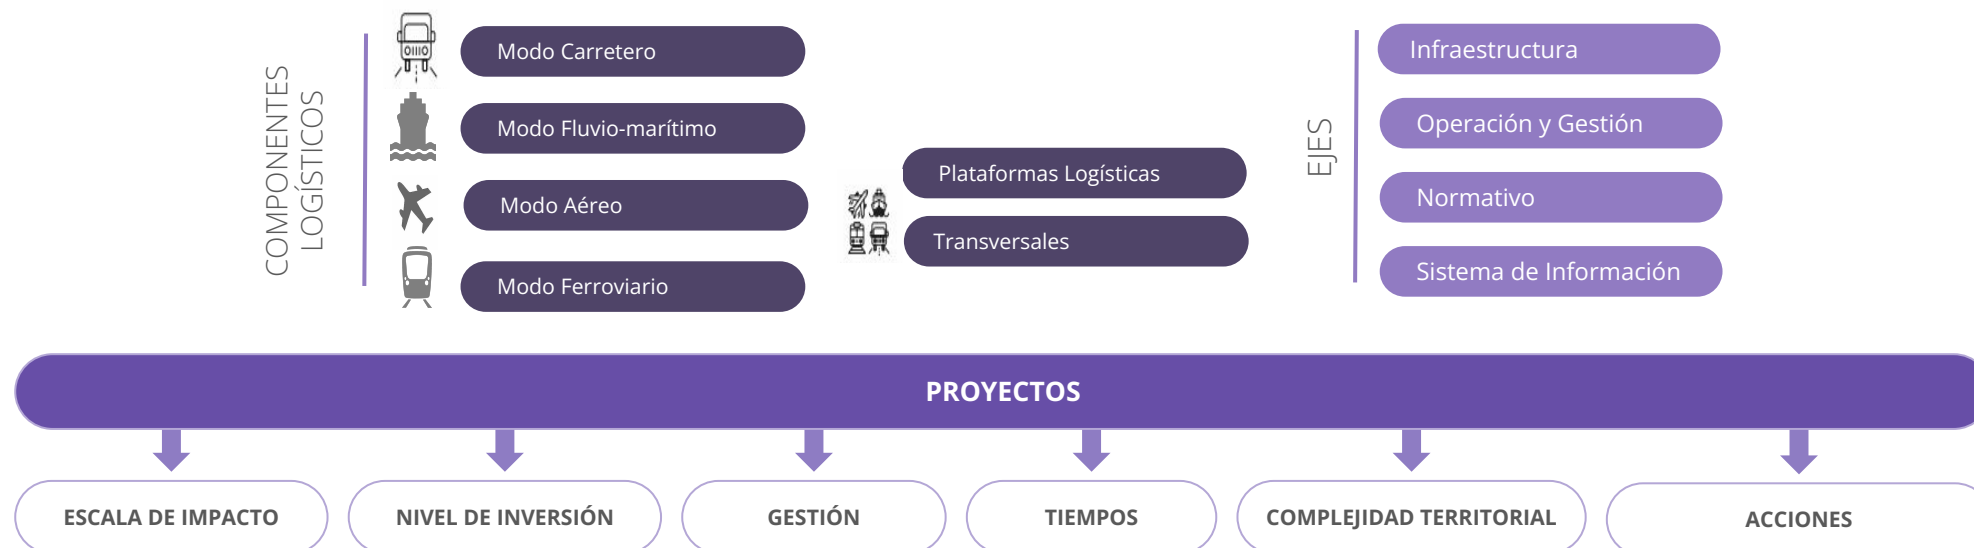 COMPONENTES
LOGÍSTICOS
Modo Carretero
Modo Fluvio-marítimo
Modo Aéreo
Modo Ferroviario
Plataformas Logísticas
Transversales
EJES
Infraestructura
Operación y Gestión
Normativo
Sistema de Información
PROYECTOS
ESCALA DE IMPACTO
NIVEL DE INVERSIÓN
GESTIÓN
TIEMPOS
COMPLEJIDAD TERRITORIAL
ACCIONES